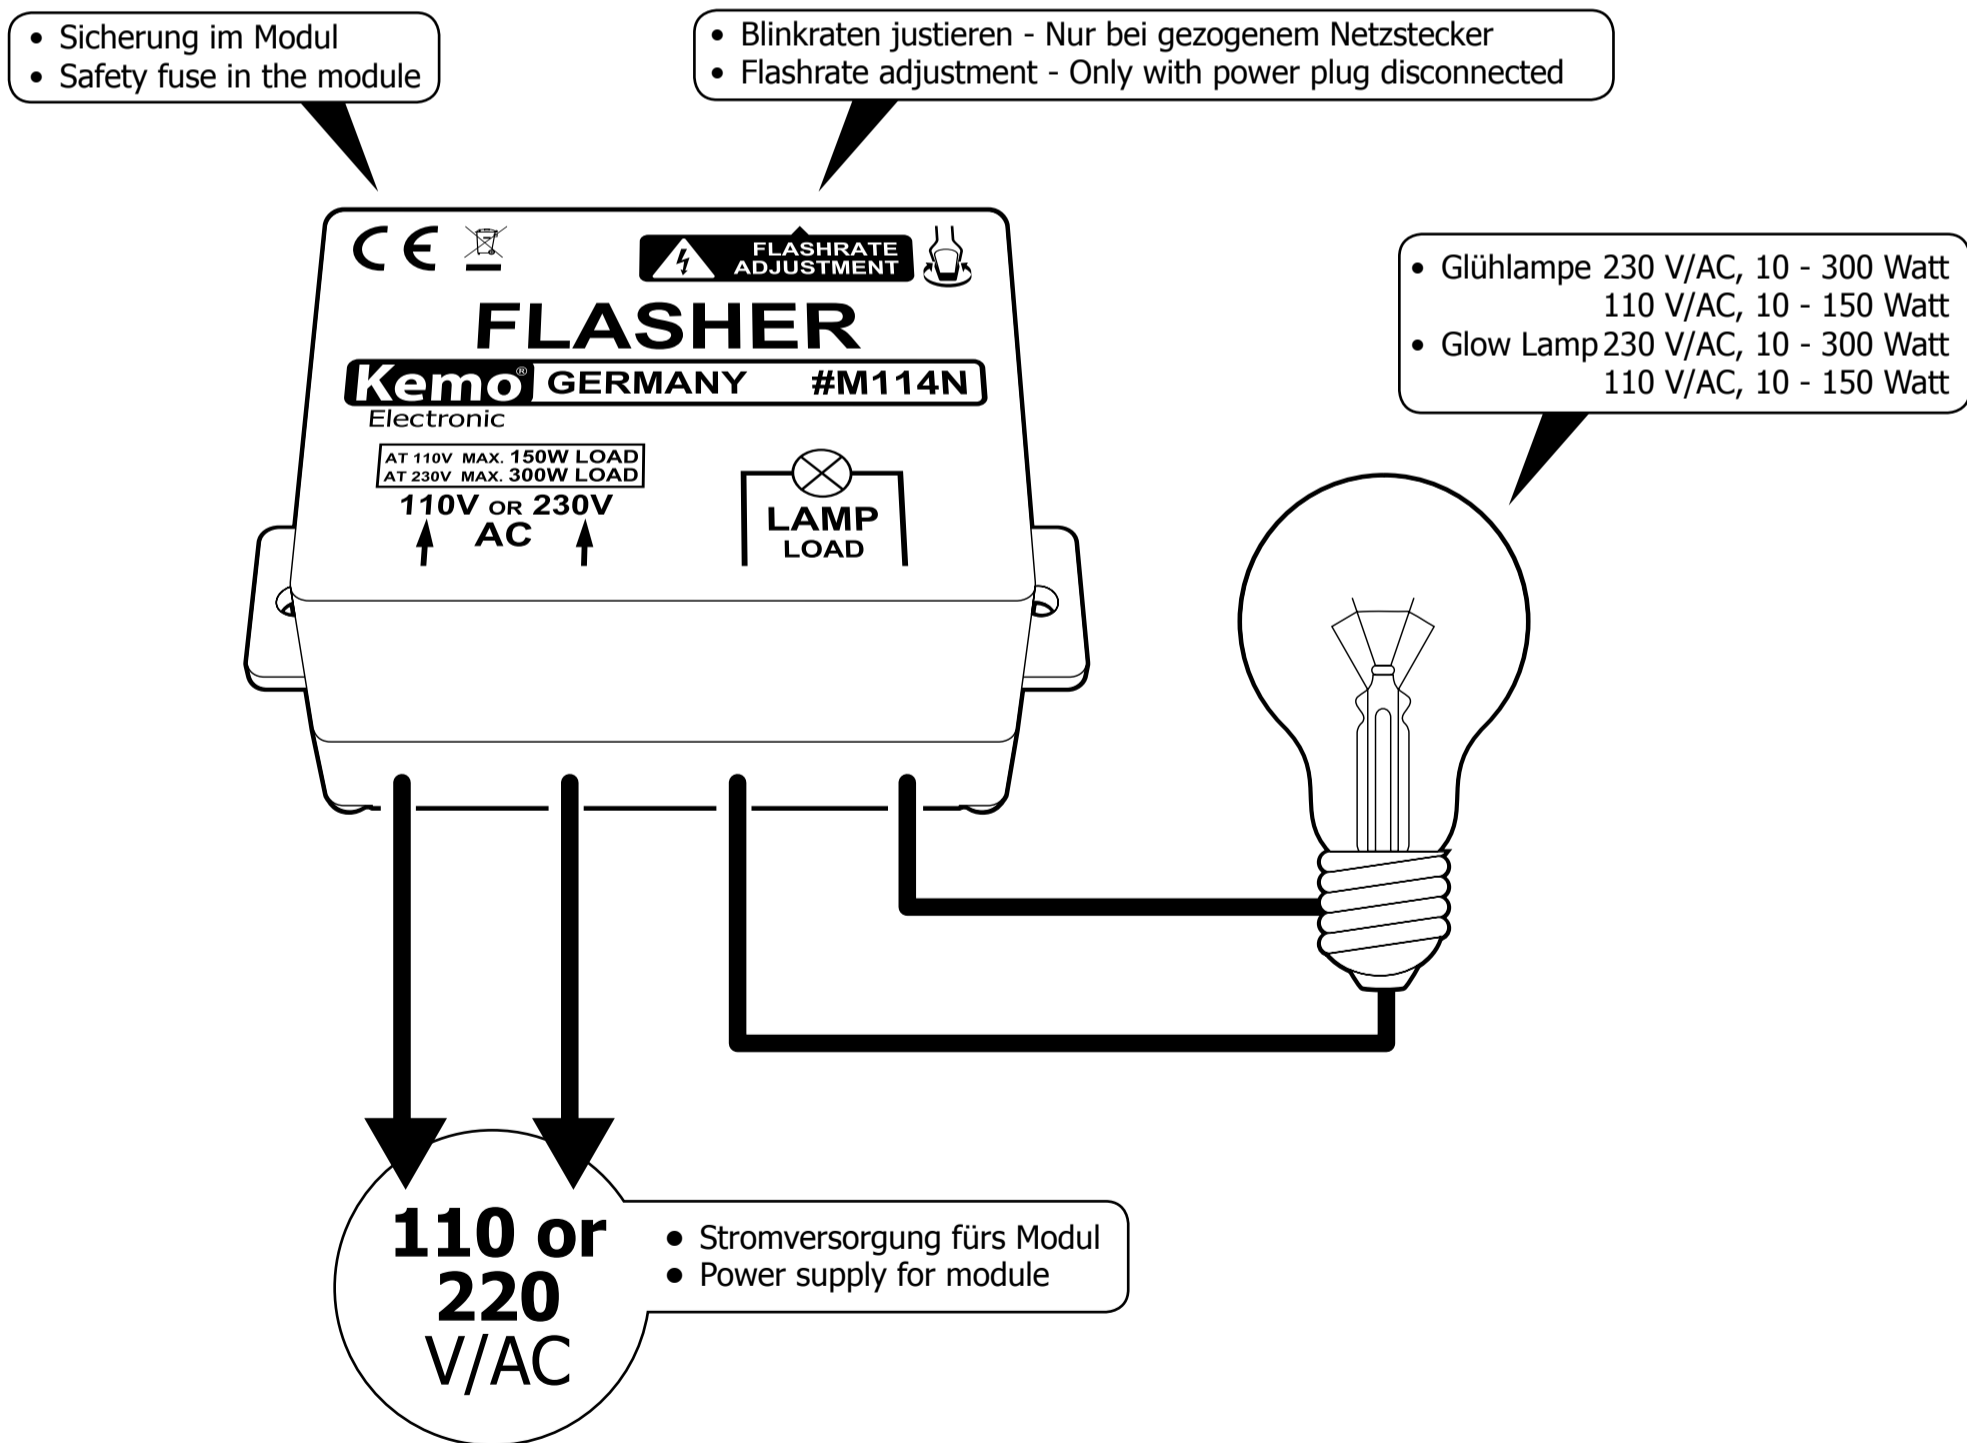 • Sicherung im Modul
• Safety fuse in the module
• Blinkraten justieren - Nur bei gezogenem Netzstecker
• Flashrate adjustment - Only with power plug disconnected
CE
FLASHRATE
ADJUSTMENT
FLASHER
Kemo® GERMANY #M114N
Electronic
AT 110V MAX. 150W LOAD
AT 230V MAX. 300W LOAD
110V OR 230V
AC
LAMP
LOAD
• Glühlampe 230 V/AC, 10 - 300 Watt
110 V/AC, 10 - 150 Watt
• Glow Lamp 230 V/AC, 10 - 300 Watt
110 V/AC, 10 - 150 Watt
110 or
220
V/AC
• Stromversorgung fürs Modul
• Power supply for module